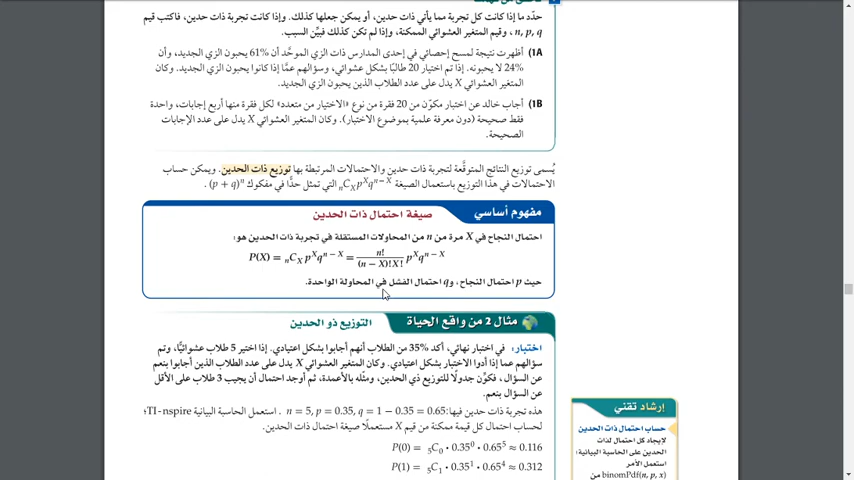 حدّد ما إذا كانت كل تجربة مما يأتي ذات حدين، أو يمكن جعلها كذلك. وإذا كانت تجربة ذات حدين، فاكتب قيم
n, p, q، وقيم المتغير العشوائي الممكنة، وإذا لم تكن كذلك فبيِّن السبب.
(1A أظهرت نتيجة لمسح إحصائي في إحدى المدارس ذات الزي الموحَّد أن 61% يحبون الزي الجديد، وأن
24% لا يحبونه. إذا تم اختيار 20 طالبًا بشكل عشوائي، وسؤالهم عمَّا إذا كانوا يحبون الزي الجديد. وكان
المتغير العشوائي X يدل على عدد الطلاب الذين يحبون الزي الجديد.
(1B أجاب خالد عن اختبار مكوّن من 20 فقرة من نوع «الاختيار من متعدد» لكل فقرة منها أربع إجابات، واحدة
فقط صحيحة (دون معرفة علمية بموضوع الاختبار). وكان المتغير العشوائي X يدل على عدد الإجابات
الصحيحة.
يُسمى توزيع النتائج المتوقَّعة لتجربة ذات حدين والاحتمالات المرتبطة بها توزيع ذات الحدين. ويمكن حساب
الاحتمالات في هذا التوزيع باستعمال الصيغة nCX p^X q^n−X التي تمثل حدًّا في مفكوك (p + q)^n .
مفهوم أساسي
صيغة احتمال ذات الحدين
احتمال النجاح في X مرة من n من المحاولات المستقلة في تجربة ذات الحدين هو:
P(X) = nCX p^X q^n−X = n!/(n − X)!X! p^X q^n−X
حيث p احتمال النجاح، و q احتمال الفشل في المحاولة الواحدة.
مثال 2 من واقع الحياة
التوزيع ذو الحدين
اختبار: في اختبار نهائي، أكد 35% من الطلاب أنهم أجابوا بشكل اعتيادي. إذا اختير 5 طلاب عشوائيًّا، وتم
سؤالهم عما إذا أدوا الاختبار بشكل اعتيادي. وكان المتغير العشوائي X يدل على عدد الطلاب الذين أجابوا بنعم
عن السؤال، فكوِّن جدولًا للتوزيع ذي الحدين، ومثِّله بالأعمدة، ثم أوجد احتمال أن يجيب 3 طلاب على الأقل
عن السؤال بنعم.
هذه تجربة ذات حدين فيها: n = 5, p = 0.35, q = 1 − 0.35 = 0.65 . استعمل الحاسبة البيانية TI-nspire؛
لحساب احتمال كل قيمة ممكنة من قيم X مستعملًا صيغة احتمال ذات الحدين.
P(0) = 5C0 • 0.35^0 • 0.65^5 ≈ 0.116
P(1) = 5C1 • 0.35^1 • 0.65^4 ≈ 0.312
إرشاد تقني
حساب احتمال ذات الحدين
لإيجاد كل احتمال لذات
الحدين على الحاسبة البيانية؛
استعمل الأمر
binomPdf(n, p, x) من